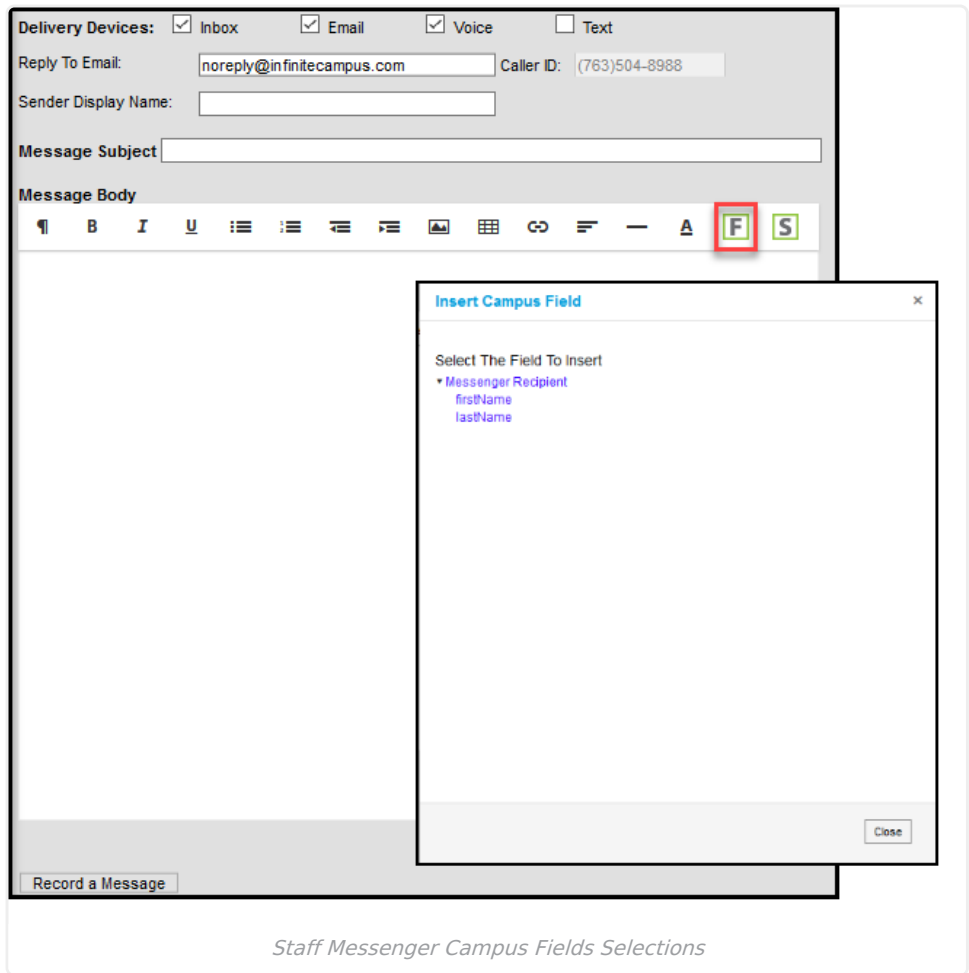 Delivery Devices: Inbox Email Voice Text
Reply To Email: noreply@infinitecampus.com Caller ID: (763)504-8988
Sender Display Name:
Message Subject
Message Body
¶ B I U A F S
Insert Campus Field ×
Select The Field To Insert
Messenger Recipient
firstName
lastName
Close
Record a Message
Staff Messenger Campus Fields Selections